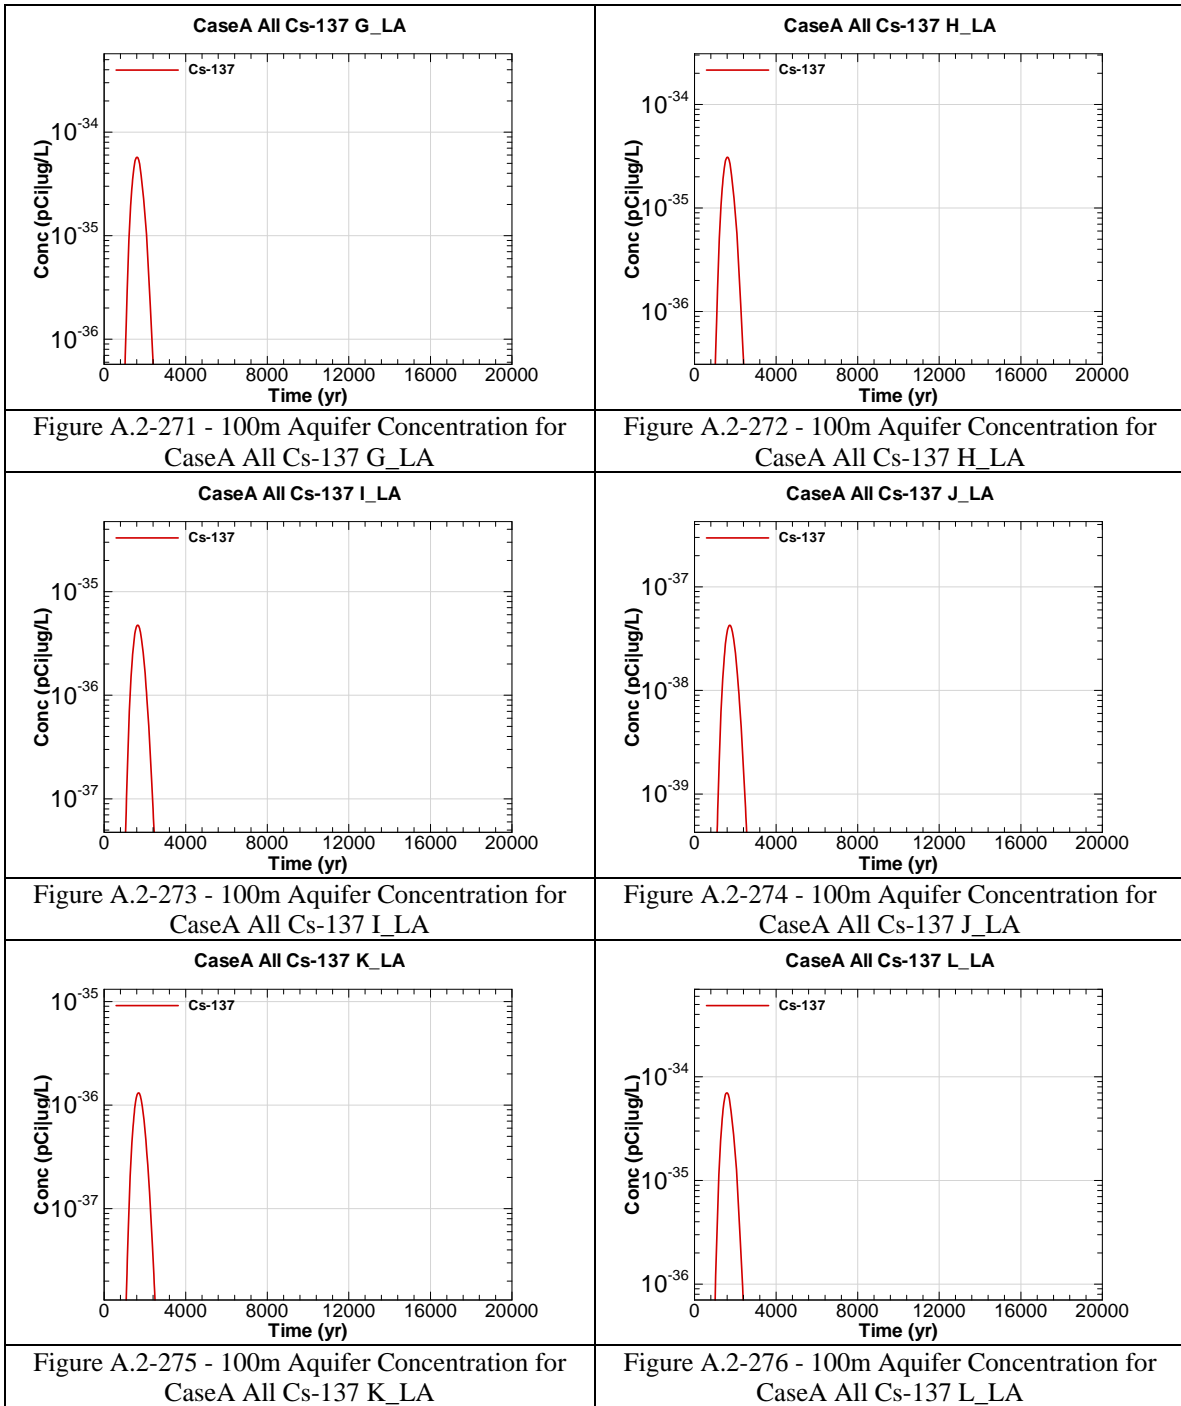 CaseA All Cs-137 G_LA
Cs-137
10-34
10-35
10-36
Conc (pCi|ug/L)
0 4000 8000 12000 16000 20000
Time (yr)
Figure A.2-271 - 100m Aquifer Concentration for
CaseA All Cs-137 G_LA
CaseA All Cs-137 H_LA
Cs-137
10-34
10-35
10-36
Conc (pCi|ug/L)
0 4000 8000 12000 16000 20000
Time (yr)
Figure A.2-272 - 100m Aquifer Concentration for
CaseA All Cs-137 H_LA
CaseA All Cs-137 I_LA
Cs-137
10-35
10-36
10-37
Conc (pCi|ug/L)
0 4000 8000 12000 16000 20000
Time (yr)
Figure A.2-273 - 100m Aquifer Concentration for
CaseA All Cs-137 I_LA
CaseA All Cs-137 J_LA
Cs-137
10-37
10-38
10-39
Conc (pCi|ug/L)
0 4000 8000 12000 16000 20000
Time (yr)
Figure A.2-274 - 100m Aquifer Concentration for
CaseA All Cs-137 J_LA
CaseA All Cs-137 K_LA
Cs-137
10-35
10-36
10-37
Conc (pCi|ug/L)
0 4000 8000 12000 16000 20000
Time (yr)
Figure A.2-275 - 100m Aquifer Concentration for
CaseA All Cs-137 K_LA
CaseA All Cs-137 L_LA
Cs-137
10-34
10-35
10-36
Conc (pCi|ug/L)
0 4000 8000 12000 16000 20000
Time (yr)
Figure A.2-276 - 100m Aquifer Concentration for
CaseA All Cs-137 L_LA